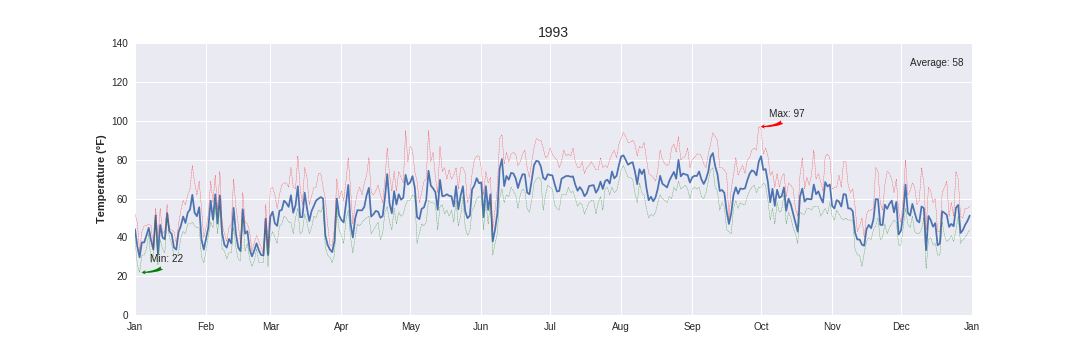 1993
140
Average: 58
120
Max: 97
100
80
60
40
Min: 22
20
0
Temperature (°F)
Jan Feb Mar Apr May Jun Jul Aug Sep Oct Nov Dec Jan